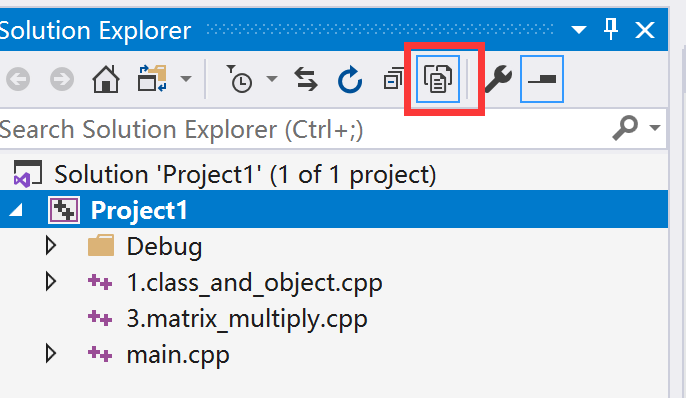 Solution Explorer
Search Solution Explorer (Ctrl+;)
Solution 'Project1' (1 of 1 project)
Project1
Debug
1.class_and_object.cpp
3.matrix_multiply.cpp
main.cpp